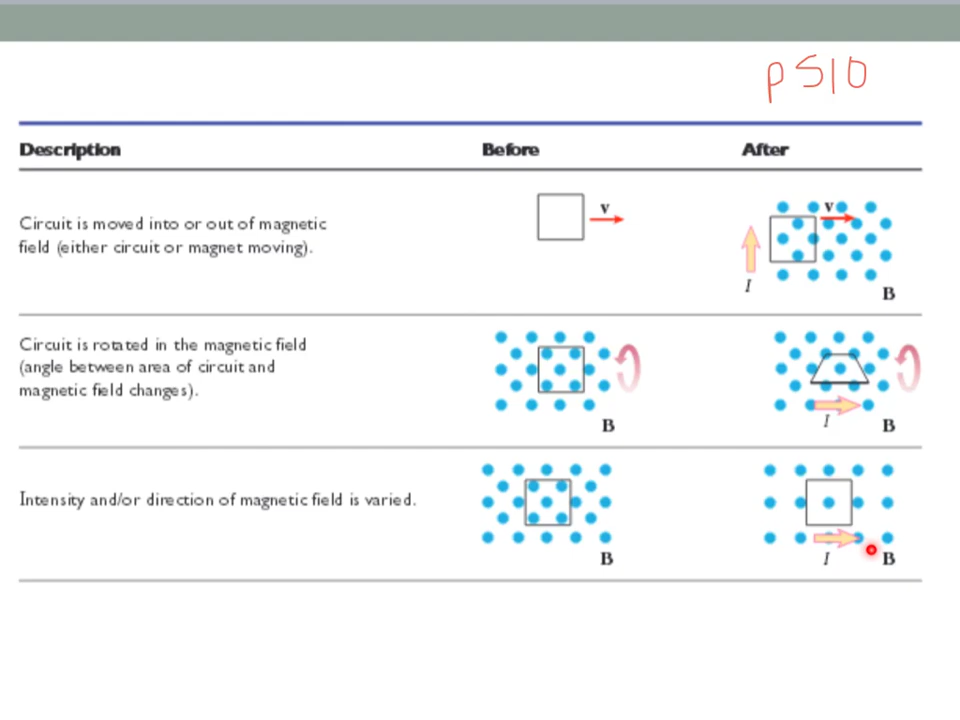 p510
Description Before After
v
v
Circuit is moved into or out of magnetic
field (either circuit or magnet moving).
I
B
Circuit is rotated in the magnetic field
(angle between area of circuit and
magnetic field changes).
I
B B
Intensity and/or direction of magnetic field is varied.
I
B B